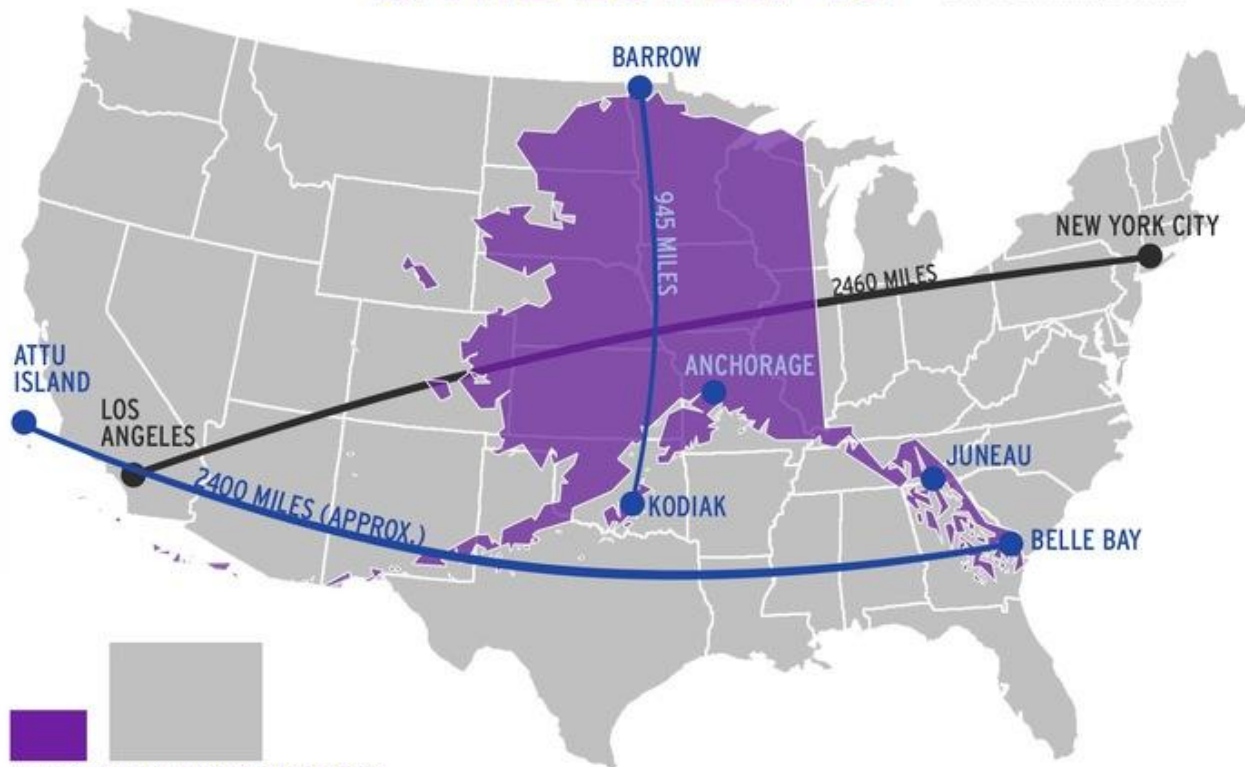 BARROW
945 MILES
NEW YORK CITY
2460 MILES
ATTU
ISLAND
ANCHORAGE
LOS
ANGELES
JUNEAU
2400 MILES (APPROX.)
KODIAK
BELLE BAY